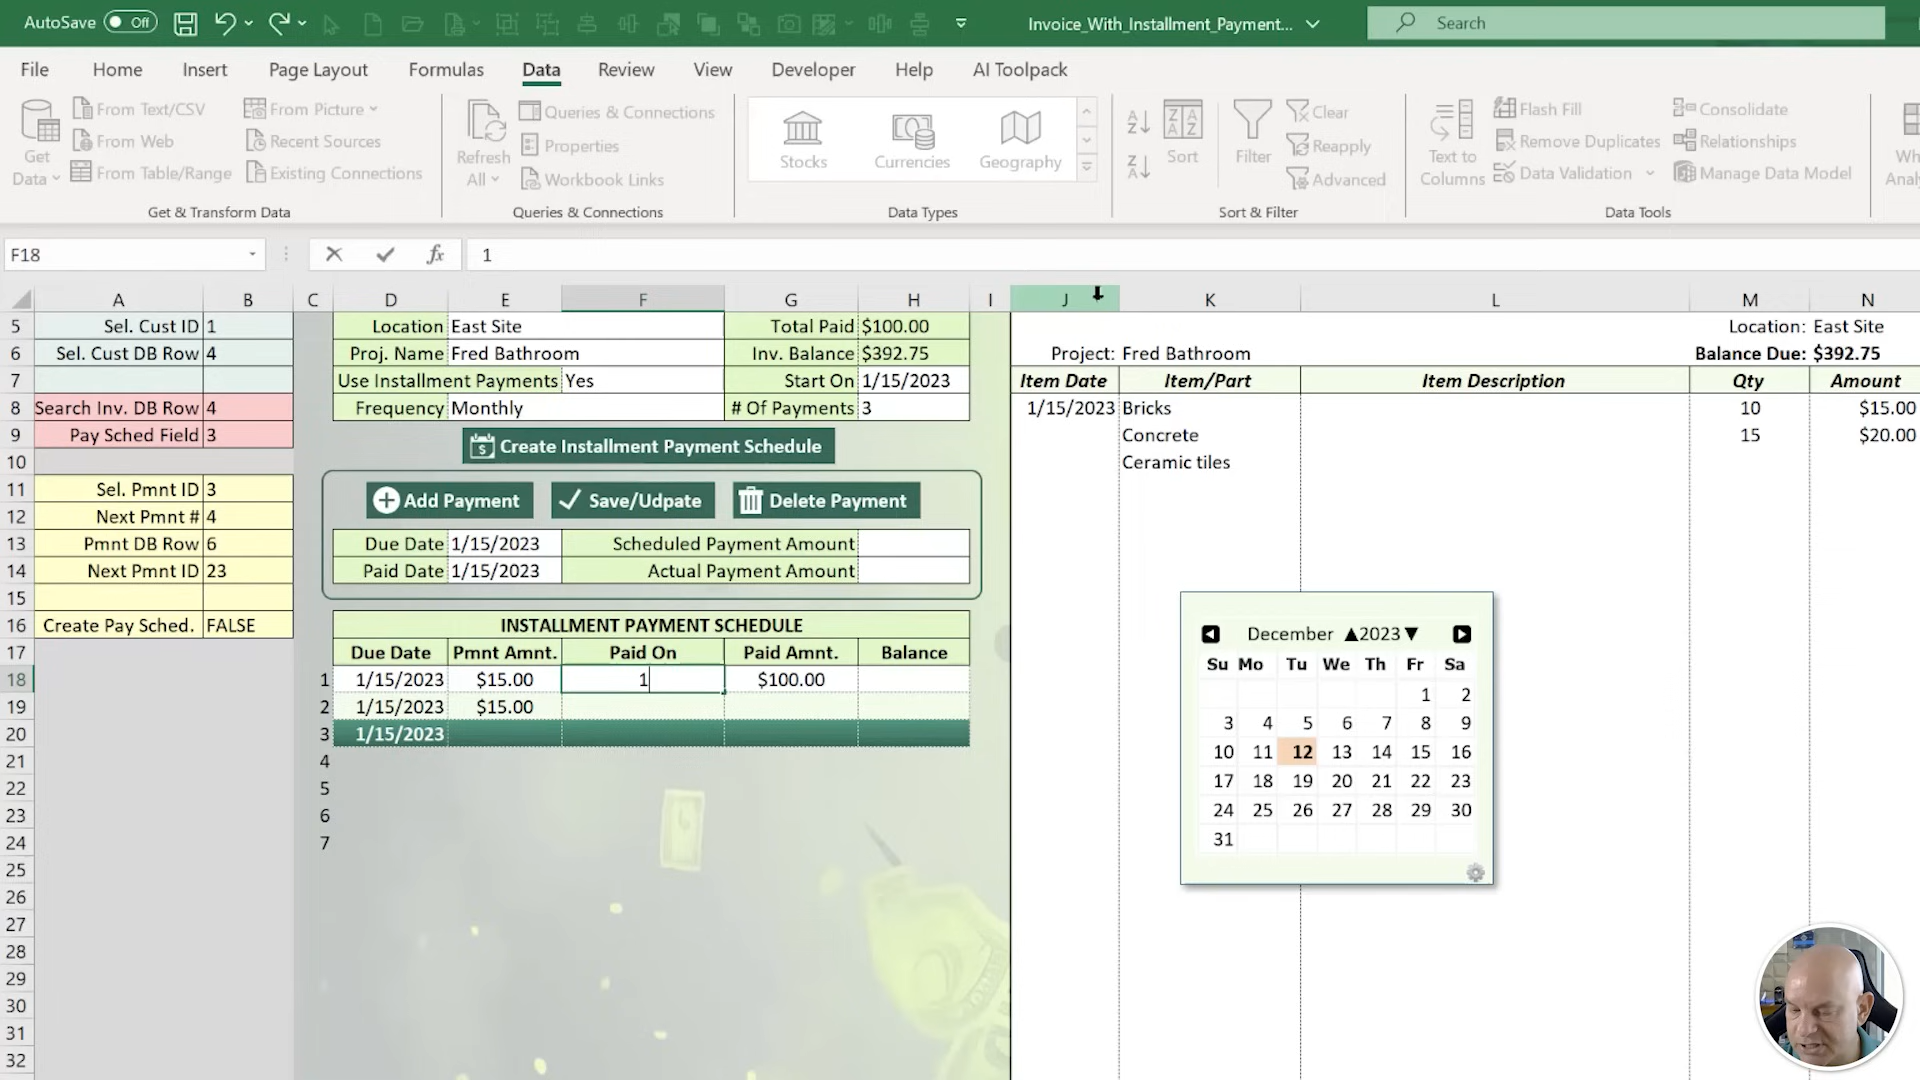 AutoSave Off Invoice_With_Installment_Payment... Search
File Home Insert Page Layout Formulas Data Review View Developer Help AI Toolpack
Get Data
From Text/CSV
From Web
From Table/Range
From Picture
Recent Sources
Existing Connections
Get & Transform Data
Refresh All
Queries & Connections
Properties
Workbook Links
Queries & Connections
Stocks Currencies Geography
Data Types
Sort
Filter
Clear
Reapply
Advanced
Sort & Filter
Text to Columns
Flash Fill
Remove Duplicates
Data Validation
Consolidate
Relationships
Manage Data Model
Data Tools
F18 fx 1
A B C D E F G H I J K L M N
5 Sel. Cust ID 1 Location East Site Total Paid $100.00 Location: East Site
6 Sel. Cust DB Row 4 Proj. Name Fred Bathroom Inv. Balance $392.75 Project: Fred Bathroom Balance Due: $392.75
7 Use Installment Payments Yes Start On 1/15/2023 Item Date Item/Part Item Description Qty Amount
8 Search Inv. DB Row 4 Frequency Monthly # Of Payments 3 1/15/2023 Bricks 10 $15.00
9 Pay Sched Field 3 Create Installment Payment Schedule Concrete 15 $20.00
10 Ceramic tiles
11 Sel. Pmnt ID 3 Add Payment Save/Udpate Delete Payment
12 Next Pmnt # 4
13 Pmnt DB Row 6 Due Date 1/15/2023 Scheduled Payment Amount
14 Next Pmnt ID 23 Paid Date 1/15/2023 Actual Payment Amount
15
16 Create Pay Sched. FALSE INSTALLMENT PAYMENT SCHEDULE
17 Due Date Pmnt Amnt. Paid On Paid Amnt. Balance
18 1 1/15/2023 $15.00 1 $100.00
19 2 1/15/2023 $15.00
20 3 1/15/2023
21 4
22 5
23 6
24 7
25
26
27
28
29
30
31
32
December 2023
Su Mo Tu We Th Fr Sa
1 2
3 4 5 6 7 8 9
10 11 12 13 14 15 16
17 18 19 20 21 22 23
24 25 26 27 28 29 30
31